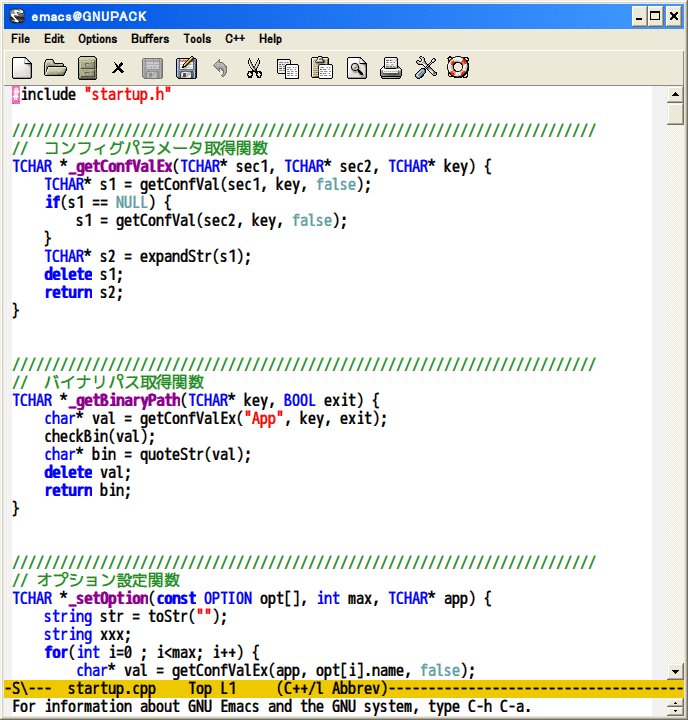 emacs@GNUPACK
File Edit Options Buffers Tools C++ Help
#include "startup.h"
/////////////////////////////////////////////////////////////////////////
//　コンフィグパラメータ取得関数
TCHAR *_getConfValEx(TCHAR* sec1, TCHAR* sec2, TCHAR* key) {
    TCHAR* s1 = getConfVal(sec1, key, false);
    if(s1 == NULL) {
        s1 = getConfVal(sec2, key, false);
    }
    TCHAR* s2 = expandStr(s1);
    delete s1;
    return s2;
}
/////////////////////////////////////////////////////////////////////////
//　バイナリパス取得関数
TCHAR *_getBinaryPath(TCHAR* key, BOOL exit) {
    char* val = getConfValEx("App", key, exit);
    checkBin(val);
    char* bin = quoteStr(val);
    delete val;
    return bin;
}
/////////////////////////////////////////////////////////////////////////
// オプション設定関数
TCHAR *_setOption(const OPTION opt[], int max, TCHAR* app) {
    string str = toStr("");
    string xxx;
    for(int i=0 ; i<max; i++) {
        char* val = getConfValEx(app, opt[i].name, false);
-S\---  startup.cpp    Top L1     (C++/l Abbrev)-------------------------------------
For information about GNU Emacs and the GNU system, type C-h C-a.